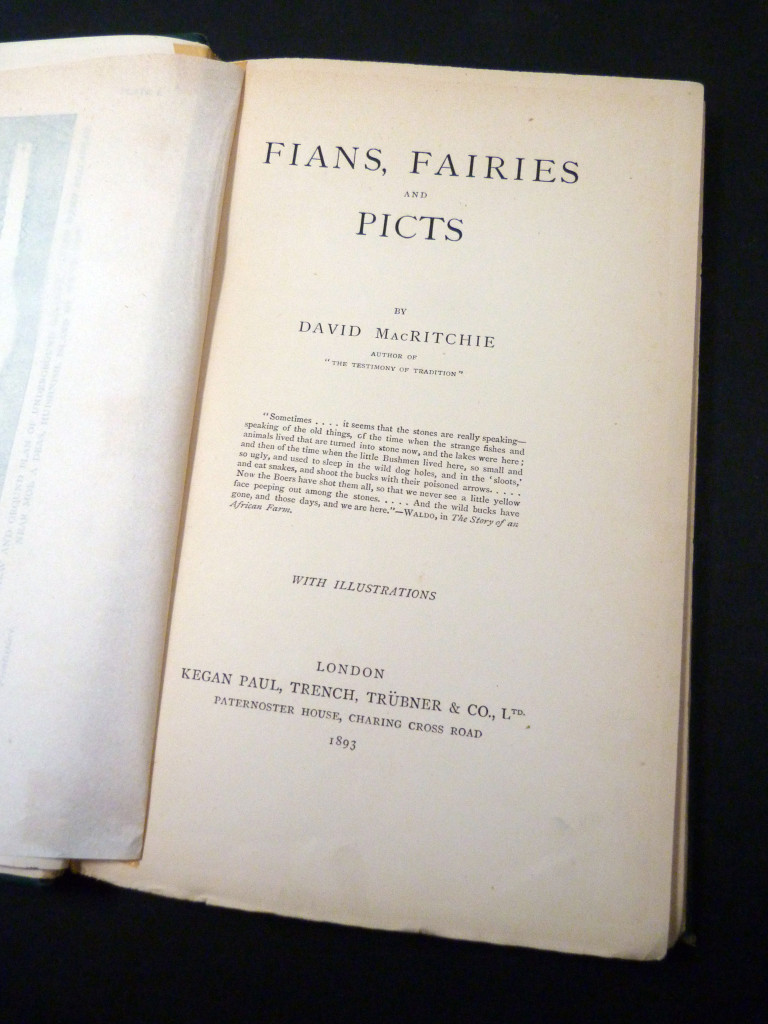 FIANS, FAIRIES
AND
PICTS
BY
DAVID MACRITCHIE
AUTHOR OF
"THE TESTIMONY OF TRADITION"
"Sometimes . . . . it seems that the stones are really speaking—
speaking of the old things, of the time when the strange fishes and
animals lived that are turned into stone now, and the lakes were here;
and then of the time when the little Bushmen lived here, so small and
so ugly, and used to sleep in the wild dog holes, and in the 'sloots,'
and eat snakes, and shoot the bucks with their poisoned arrows. . . . .
Now the Boers have shot them all, so that we never see a little yellow
face peeping out among the stones. . . . . And the wild bucks have
gone, and those days, and we are here."—WALDO, in The Story of an
African Farm.
WITH ILLUSTRATIONS
LONDON
KEGAN PAUL, TRENCH, TRÜBNER & CO., LTD.
PATERNOSTER HOUSE, CHARING CROSS ROAD
1893